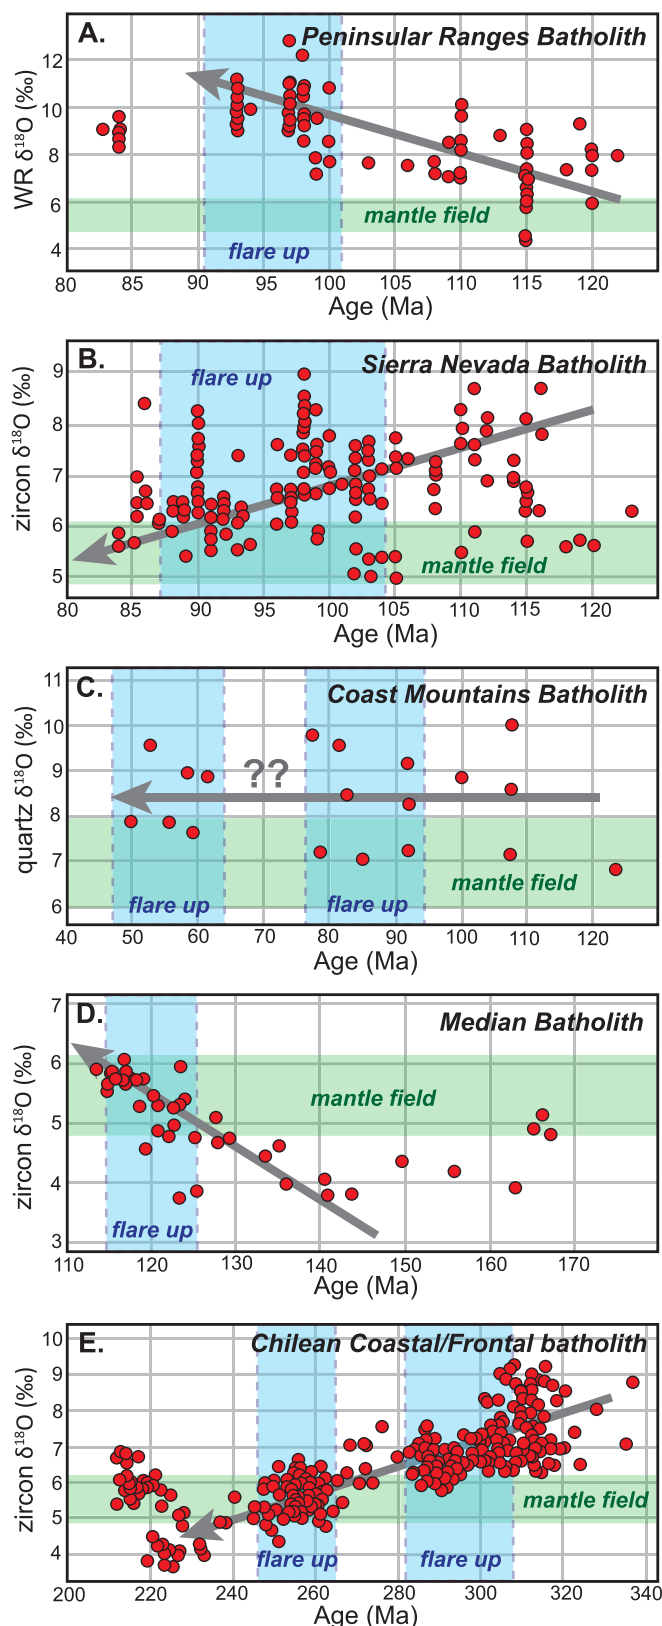 A.
Peninsular Ranges Batholith
WR δ¹⁸O (‰)
12
10
8
6
4
mantle field
flare up
80 85 90 95 100 105 110 115 120
Age (Ma)
B.
Sierra Nevada Batholith
flare up
zircon δ¹⁸O (‰)
9
8
7
6
5
mantle field
80 85 90 96 100 105 110 115 120
Age (Ma)
C.
Coast Mountains Batholith
quartz δ¹⁸O (‰)
11
10
9
8
7
6
??
mantle field
flare up flare up
40 50 60 70 80 90 100 110 120
Age (Ma)
D.
Median Batholith
zircon δ¹⁸O (‰)
7
6
5
4
3
mantle field
flare up
110 120 130 140 150 160 170
Age (Ma)
E.
Chilean Coastal/Frontal batholith
zircon δ¹⁸O (‰)
10
9
8
7
6
5
4
mantle field
flare up flare up
200 220 240 260 280 300 320 340
Age (Ma)